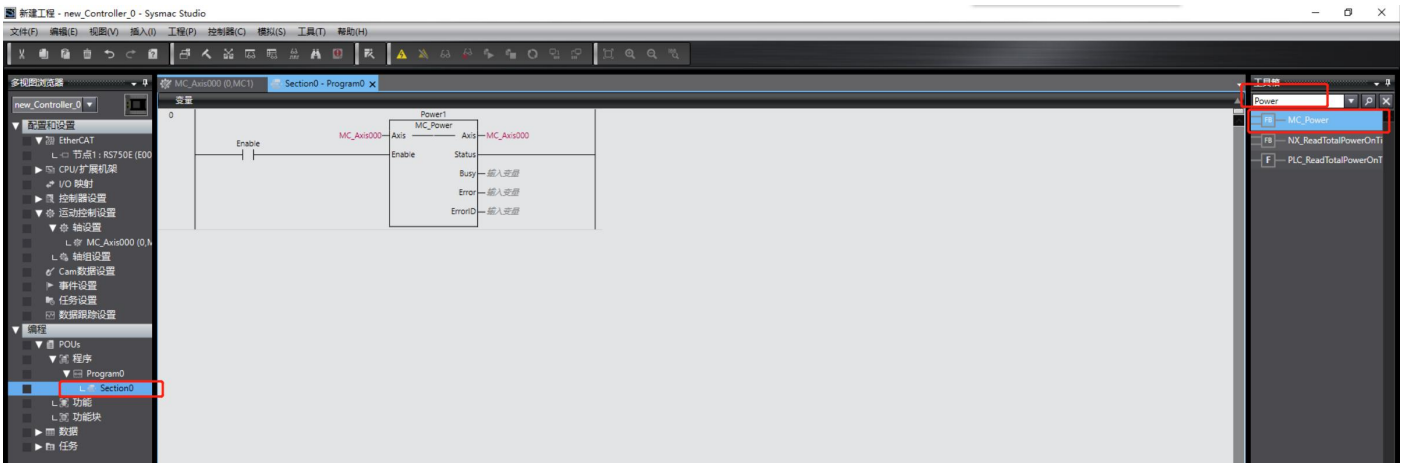 新建工程 - new_Controller_0 - Sysmac Studio
文件(F) 编辑(E) 视图(V) 插入(I) 工程(P) 控制器(C) 模拟(S) 工具(T) 帮助(H)
多视图浏览器
new_Controller_0
配置和设置
EtherCAT
节点1 : RS750E (E00
CPU/扩展机架
I/O 映射
控制器设置
运动控制设置
轴设置
MC_Axis000 (0,M
轴组设置
Cam数据设置
事件设置
任务设置
数据跟踪设置
编程
POUs
程序
Program0
Section0
功能
功能块
数据
任务
MC_Axis000 (0,MC1)
Section0 - Program0 x
变量
0
Power1
MC_Power
MC_Axis000 Axis Axis MC_Axis000
Enable
Enable Status
Busy 输入变量
Error 输入变量
ErrorID 输入变量
工具箱
Power
FB MC_Power
FB NX_ReadTotalPowerOnTi
F PLC_ReadTotalPowerOnT